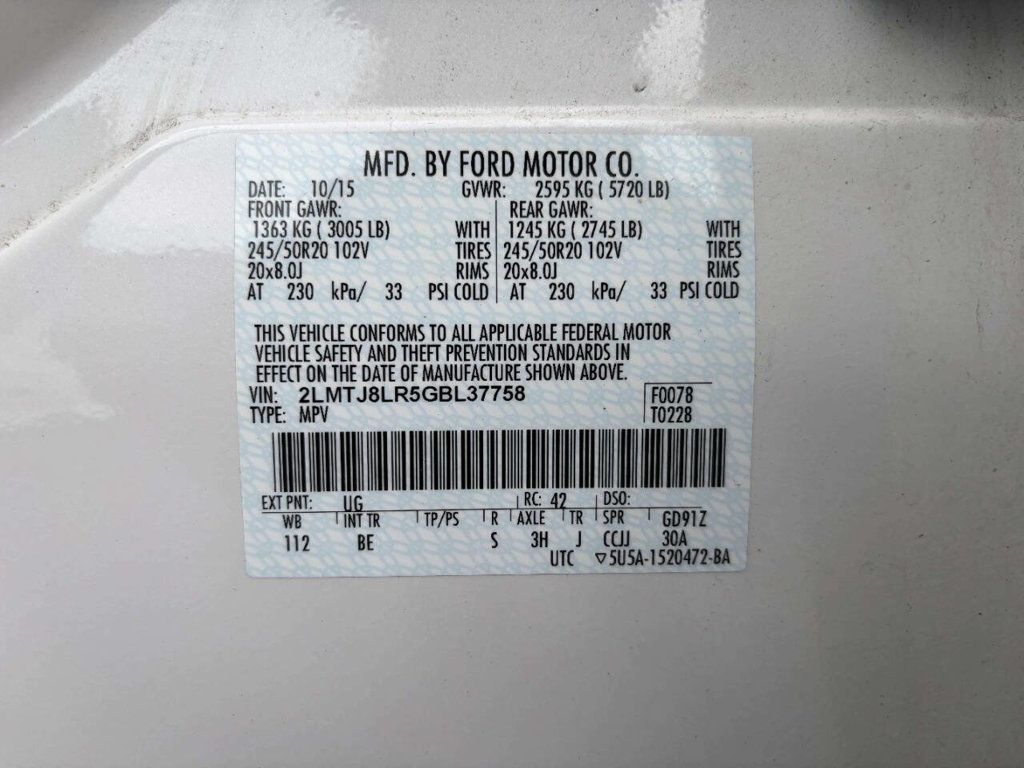 MFD. BY FORD MOTOR CO.
DATE: 10/15 GVWR: 2595 KG ( 5720 LB)
FRONT GAWR: REAR GAWR:
1363 KG ( 3005 LB) WITH 1245 KG ( 2745 LB) WITH
245/50R20 102V TIRES 245/50R20 102V TIRES
20x8.0J RIMS 20x8.0J RIMS
AT 230 kPa/ 33 PSI COLD AT 230 kPa/ 33 PSI COLD
THIS VEHICLE CONFORMS TO ALL APPLICABLE FEDERAL MOTOR
VEHICLE SAFETY AND THEFT PREVENTION STANDARDS IN
EFFECT ON THE DATE OF MANUFACTURE SHOWN ABOVE.
VIN: 2LMTJ8LR5GBL37758 F0078
TYPE: MPV T0228
EXT PNT: UG RC: 42 DSO:
WB INT TR TP/PS R AXLE TR SPR GD91Z
112 BE S 3H J CCJJ 30A
UTC ▽5U5A-1520472-BA